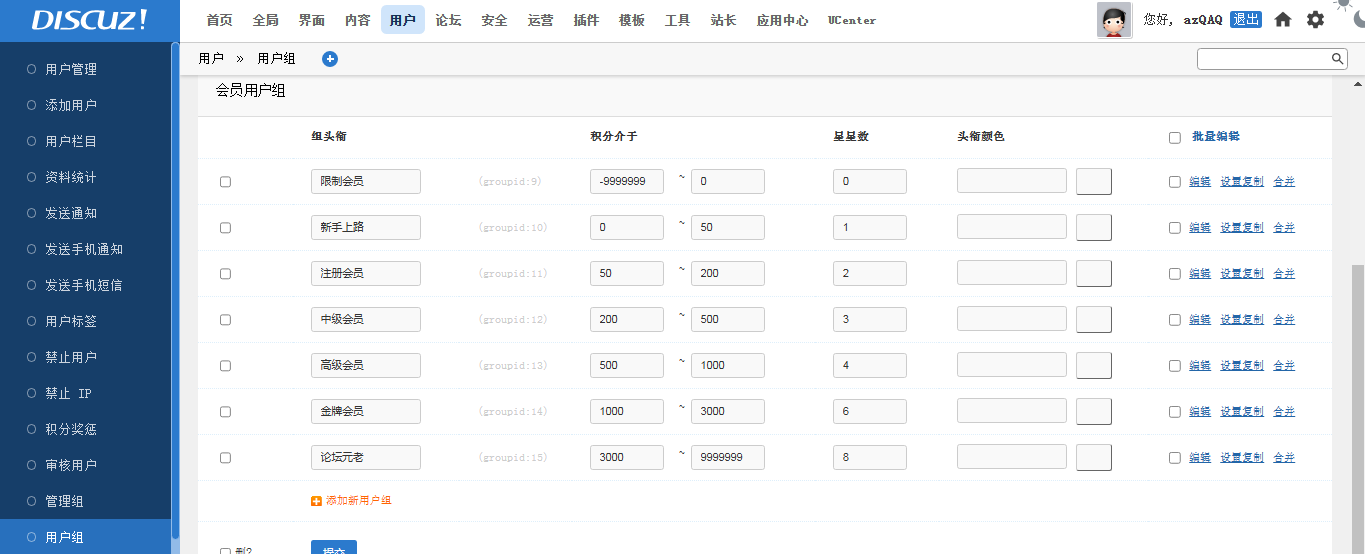 DISCUZ! 首页 全局 界面 内容 用户 论坛 安全 运营 插件 模板 工具 站长 应用中心 UCenter 您好, azQAQ 退出
用户 » 用户组
用户管理
添加用户
用户栏目
资料统计
发送通知
发送手机通知
发送手机短信
用户标签
禁止用户
禁止 IP
积分奖惩
审核用户
管理组
用户组
会员用户组
组头衔 积分介于 星星数 头衔颜色 批量编辑
限制会员 (groupid:9) -9999999 ~ 0 0 编辑 设置复制 合并
新手上路 (groupid:10) 0 ~ 50 1 编辑 设置复制 合并
注册会员 (groupid:11) 50 ~ 200 2 编辑 设置复制 合并
中级会员 (groupid:12) 200 ~ 500 3 编辑 设置复制 合并
高级会员 (groupid:13) 500 ~ 1000 4 编辑 设置复制 合并
金牌会员 (groupid:14) 1000 ~ 3000 6 编辑 设置复制 合并
论坛元老 (groupid:15) 3000 ~ 9999999 8 编辑 设置复制 合并
添加新用户组
删? 提交